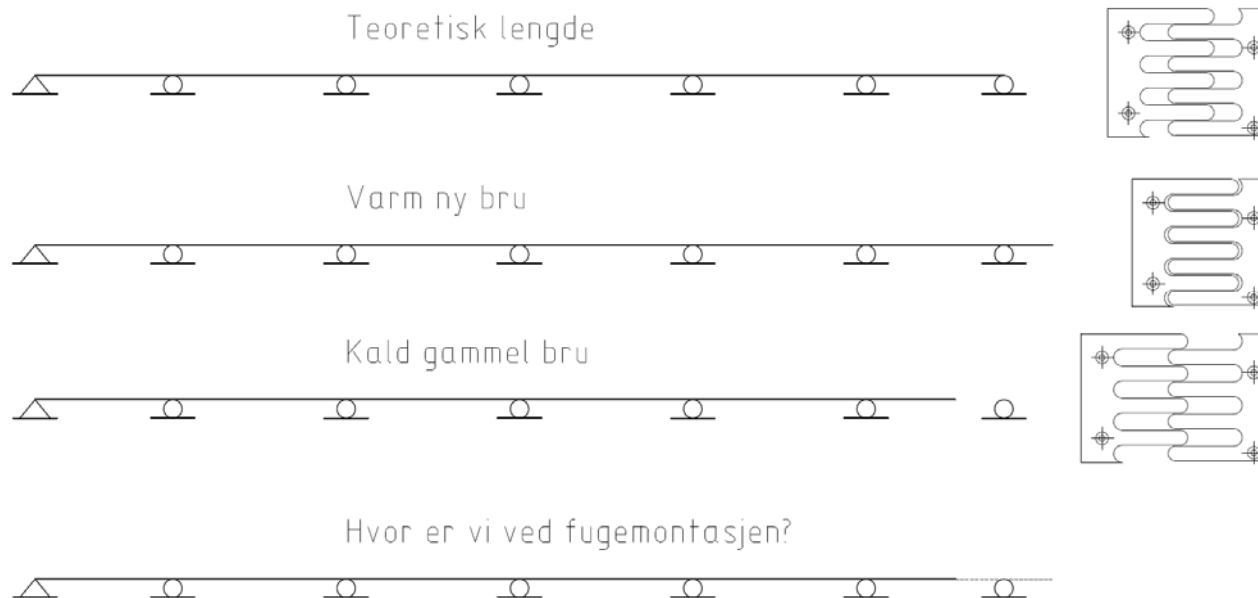 Teoretisk lengde
Varm ny bru
Kald gammel bru
Hvor er vi ved fugemontasjen?